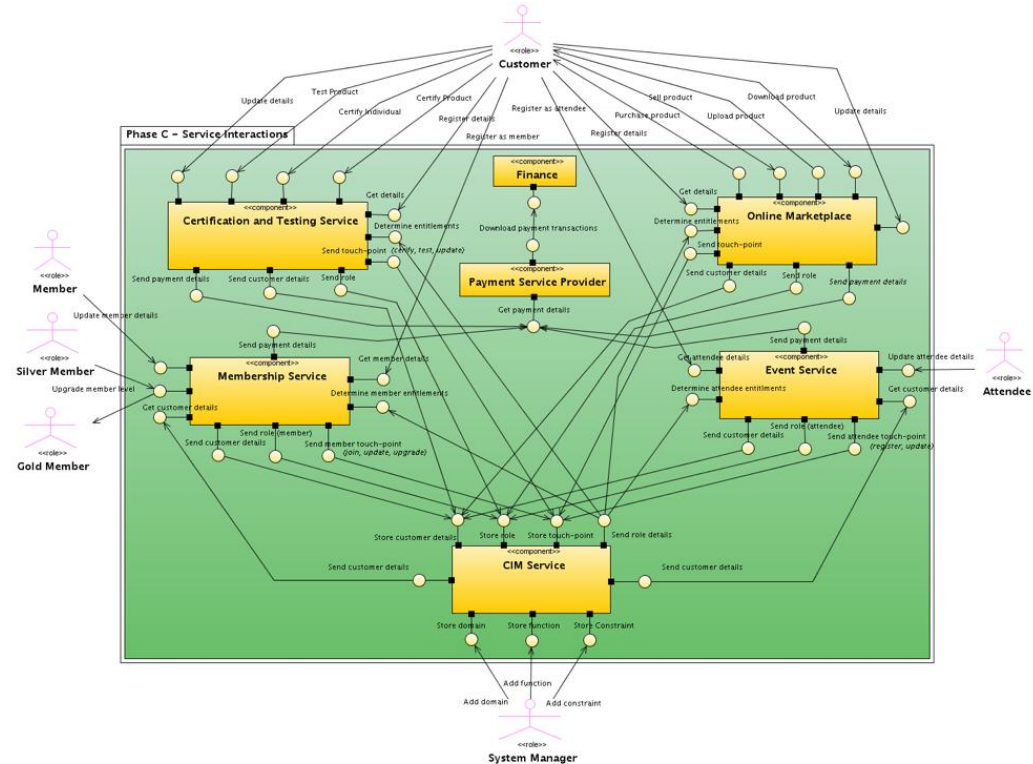 <<role>>
Customer
Update details
Test Product
Certify Individual
Certify Product
Register details
Register as member
Register as attendee
Register details
Purchase product
Sell product
Upload product
Download product
Update details
Phase C - Service Interactions
<<component>>
Certification and Testing Service
Get details
Determine entitlements
Send touch-point (cerify, test, update)
Send payment details
Send customer details
Send role
<<component>>
Finance
Download payment transactions
<<component>>
Payment Service Provider
Get payment details
<<component>>
Online Marketplace
Get details
Determine entitlements
Send touch-point
Send customer details
Send role
Send payment details
<<role>>
Member
Update member details
<<role>>
Silver Member
Upgrade member level
<<role>>
Gold Member
Send payment details
<<component>>
Membership Service
Get member details
Determine member entitlements
Get customer details
Send customer details
Send role (member)
Send member touch-point
(join, update, upgrade)
Send payment details
<<component>>
Event Service
Get attendee details
Determine attendee entitlments
Update attendee details
Get customer details
Send customer details
Send role (attendee)
Send attendee touch-point
(register, update)
<<role>>
Attendee
Store customer details
Store role
Store touch-point
Send role details
<<component>>
CIM Service
Send customer details
Send customer details
Store domain
Store function
Store Constraint
Add domain
Add function
Add constraint
<<role>>
System Manager